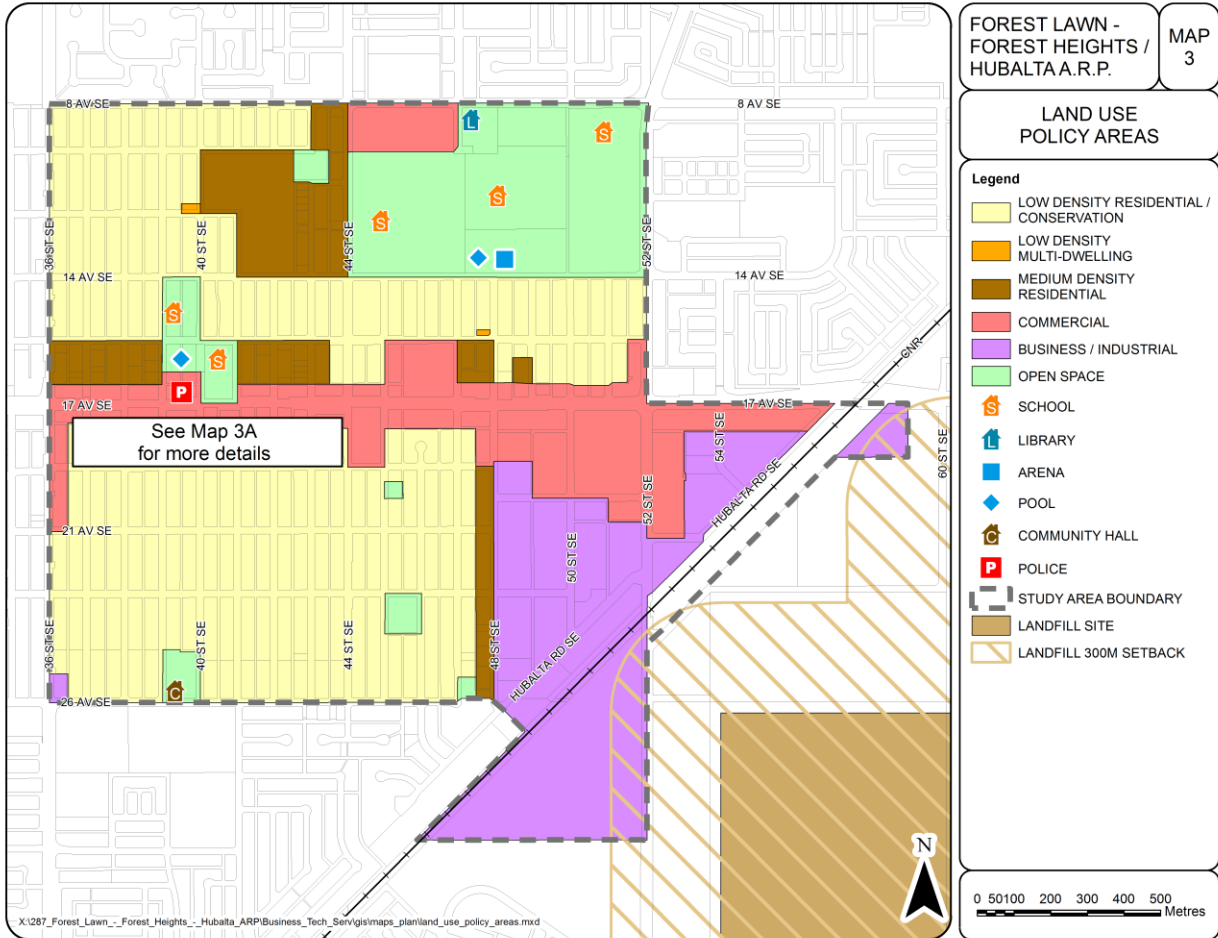 FOREST LAWN -
FOREST HEIGHTS /
HUBALTA A.R.P.
MAP
3
LAND USE
POLICY AREAS
Legend
LOW DENSITY RESIDENTIAL /
CONSERVATION
LOW DENSITY
MULTI-DWELLING
MEDIUM DENSITY
RESIDENTIAL
COMMERCIAL
BUSINESS / INDUSTRIAL
OPEN SPACE
S SCHOOL
L LIBRARY
ARENA
POOL
C COMMUNITY HALL
P POLICE
STUDY AREA BOUNDARY
LANDFILL SITE
LANDFILL 300M SETBACK
0 50100 200 300 400 500
Metres
N
8 AV SE
8 AV SE
L
S
S
S
36 ST SE
40 ST SE
44 ST SE
52 ST SE
14 AV SE
14 AV SE
S
S
CNR
P
17 AV SE
17 AV SE
See Map 3A
for more details
54 ST SE
60 ST SE
HUBALTA RD SE
52 ST SE
21 AV SE
50 ST SE
36 ST SE
40 ST SE
44 ST SE
48 ST SE
HUBALTA RD SE
C
26 AV SE
X:\287_Forest_Lawn_-_Forest_Heights_-_Hubalta_ARP\Business_Tech_Serv\gis\maps_plan\land_use_policy_areas.mxd